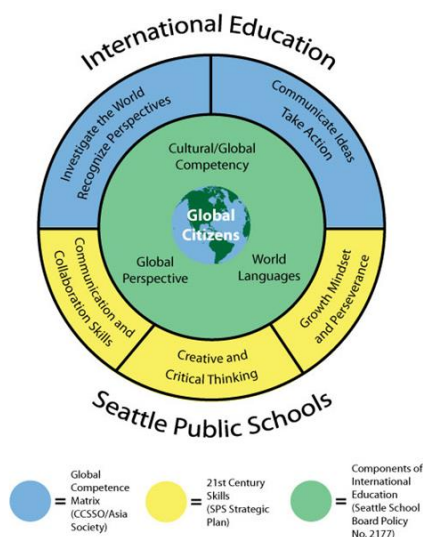 International Education
Investigate the World
Recognize Perspectives
Communicate Ideas
Take Action
Cultural/Global
Competency
Global
Citizens
Global
Perspective
World
Languages
Communication and
Collaboration Skills
Creative and
Critical Thinking
Growth Mindset
and Perseverance
Seattle Public Schools
=
Global
Competence
Matrix
(CCSSO/Asia
Society)
=
21st Century
Skills
(SPS Strategic
Plan)
=
Components of
International
Education
(Seattle School
Board Policy
No. 2177)